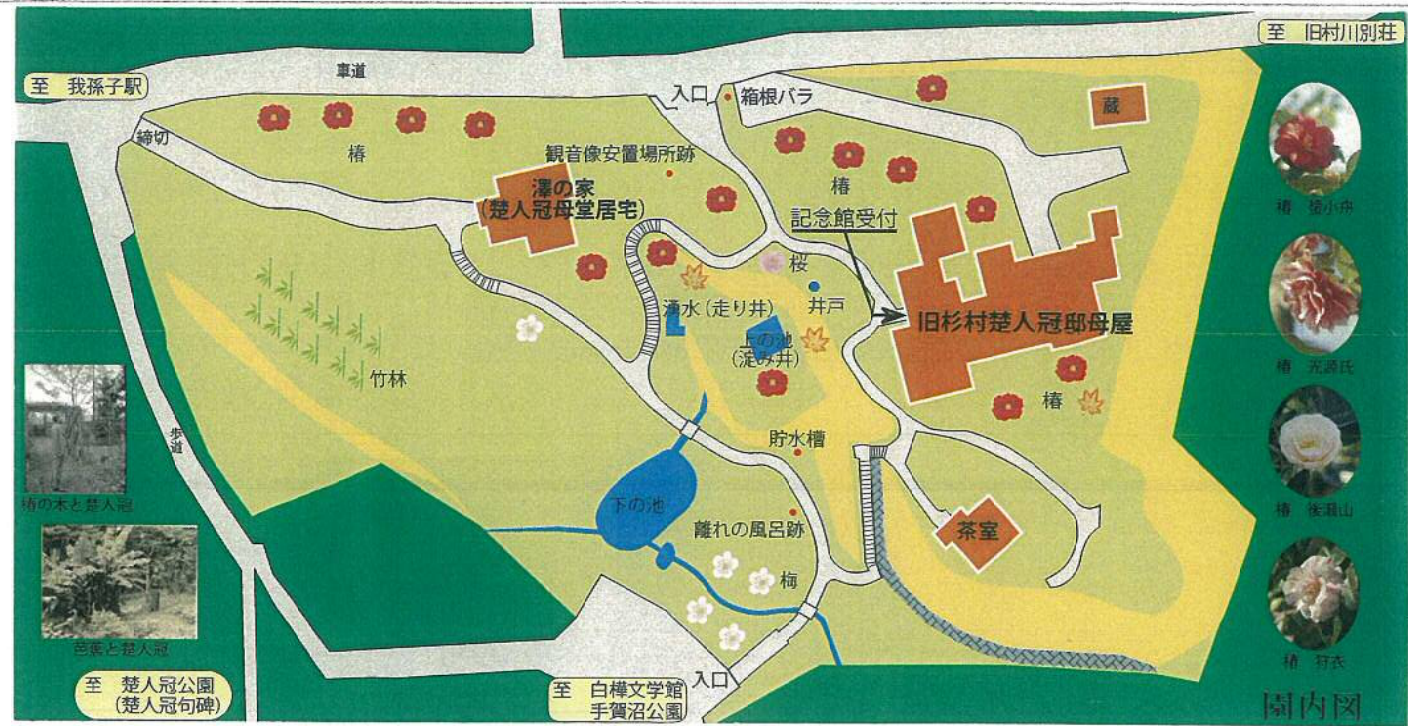 至 旧村川別荘
至 我孫子駅
車道
入口
箱根バラ
蔵
締切
椿
観音像安置場所跡
澤の家
(楚人冠母堂居宅)
椿
記念館受付
桜
井戸
湧水(走り井)
上の池
(淀み井)
旧杉村楚人冠邸母屋
竹林
椿
歩道
貯水槽
下の池
離れの風呂跡
茶室
梅
入口
椿の木と楚人冠
芭蕉と楚人冠
至 楚人冠公園
(楚人冠句碑)
至 白樺文学館
手賀沼公園
椿
椿 光源氏
椿 後瀬山
椿 狩衣
園内図